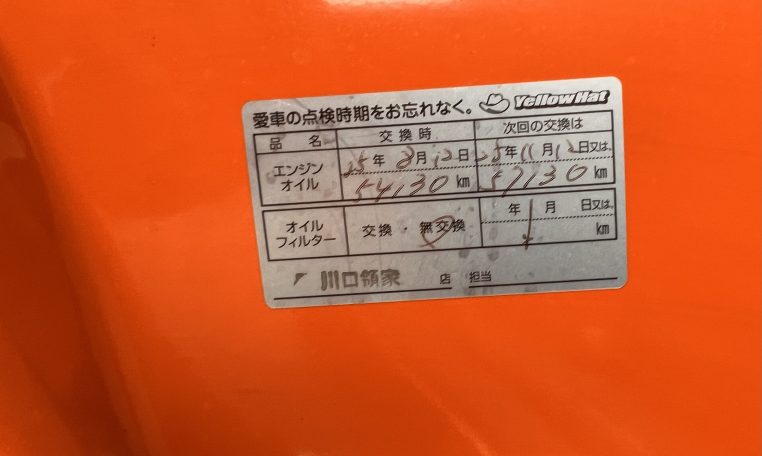 愛車の点検時期をお忘れなく。 YellowHat
品 名 交換時 次回の交換は
エンジンオイル 25年 8月 12日 25年 11月 12日又は
54130 km 57130 km
オイルフィルター 交換・無交換 年 月 日又は
km
川口領家 店 担当